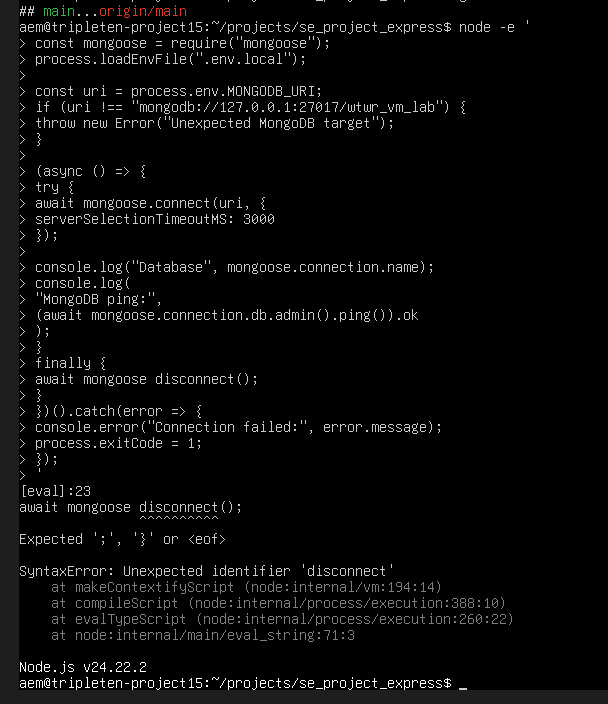 ## main...origin/main
aem@tripleten-project15:~/projects/se_project_express$ node -e '
> const mongoose = require("mongoose");
> process.loadEnvFile(".env.local");
>
> const uri = process.env.MONGODB_URI;
> if (uri !== "mongodb://127.0.0.1:27017/wtwr_vm_lab") {
> throw new Error("Unexpected MongoDB target");
> }
>
> (async () => {
> try {
> await mongoose.connect(uri, {
> serverSelectionTimeoutMS: 3000
> });
>
> console.log("Database", mongoose.connection.name);
> console.log(
> "MongoDB ping:",
> (await mongoose.connection.db.admin().ping()).ok
> );
> }
> finally {
> await mongoose disconnect();
> }
> })().catch(error => {
> console.error("Connection failed:", error.message);
> process.exitCode = 1;
> });
> '
[eval]:23
await mongoose disconnect();
^^^^^^^^^^
Expected ';', '}' or <eof>

SyntaxError: Unexpected identifier 'disconnect'
at makeContextifyScript (node:internal/vm:194:14)
at compileScript (node:internal/process/execution:388:10)
at evalTypeScript (node:internal/process/execution:260:22)
at node:internal/main/eval_string:71:3

Node.js v24.22.2
aem@tripleten-project15:~/projects/se_project_express$ _